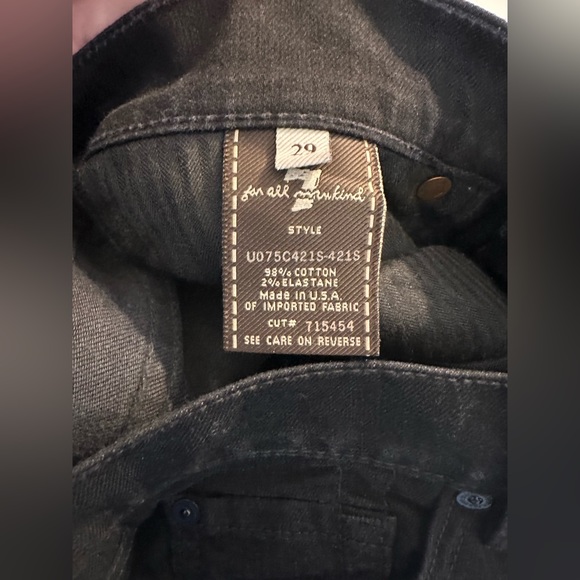 29
7
for all mankind
STYLE
U075C421S-421S
98% COTTON
2% ELASTANE
Made in U.S.A.
OF IMPORTED FABRIC
CUT# 715454
SEE CARE ON REVERSE